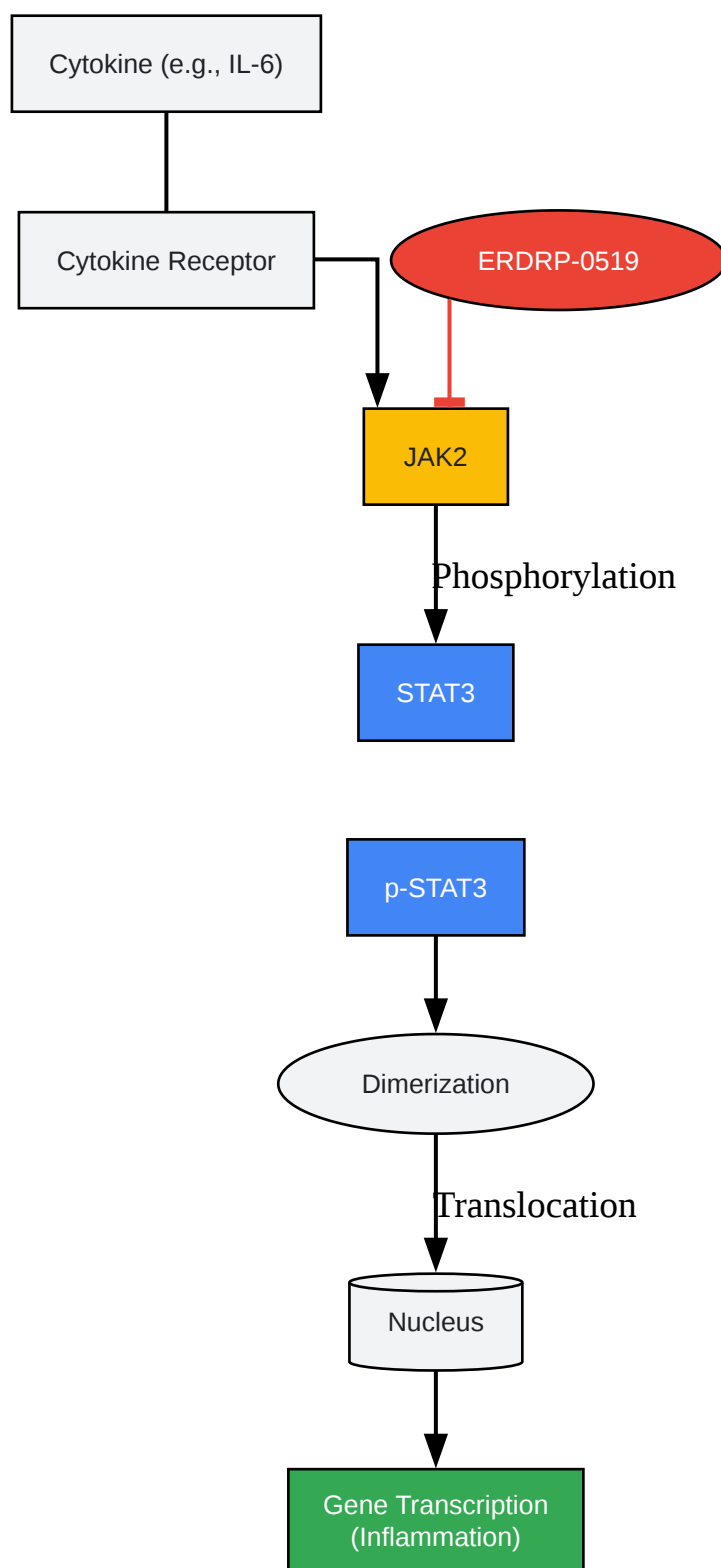 Cytokine (e.g., IL-6)
Cytokine Receptor
ERDRP-0519
JAK2
Phosphorylation
STAT3
p-STAT3
Dimerization
Translocation
Nucleus
Gene Transcription
(Inflammation)